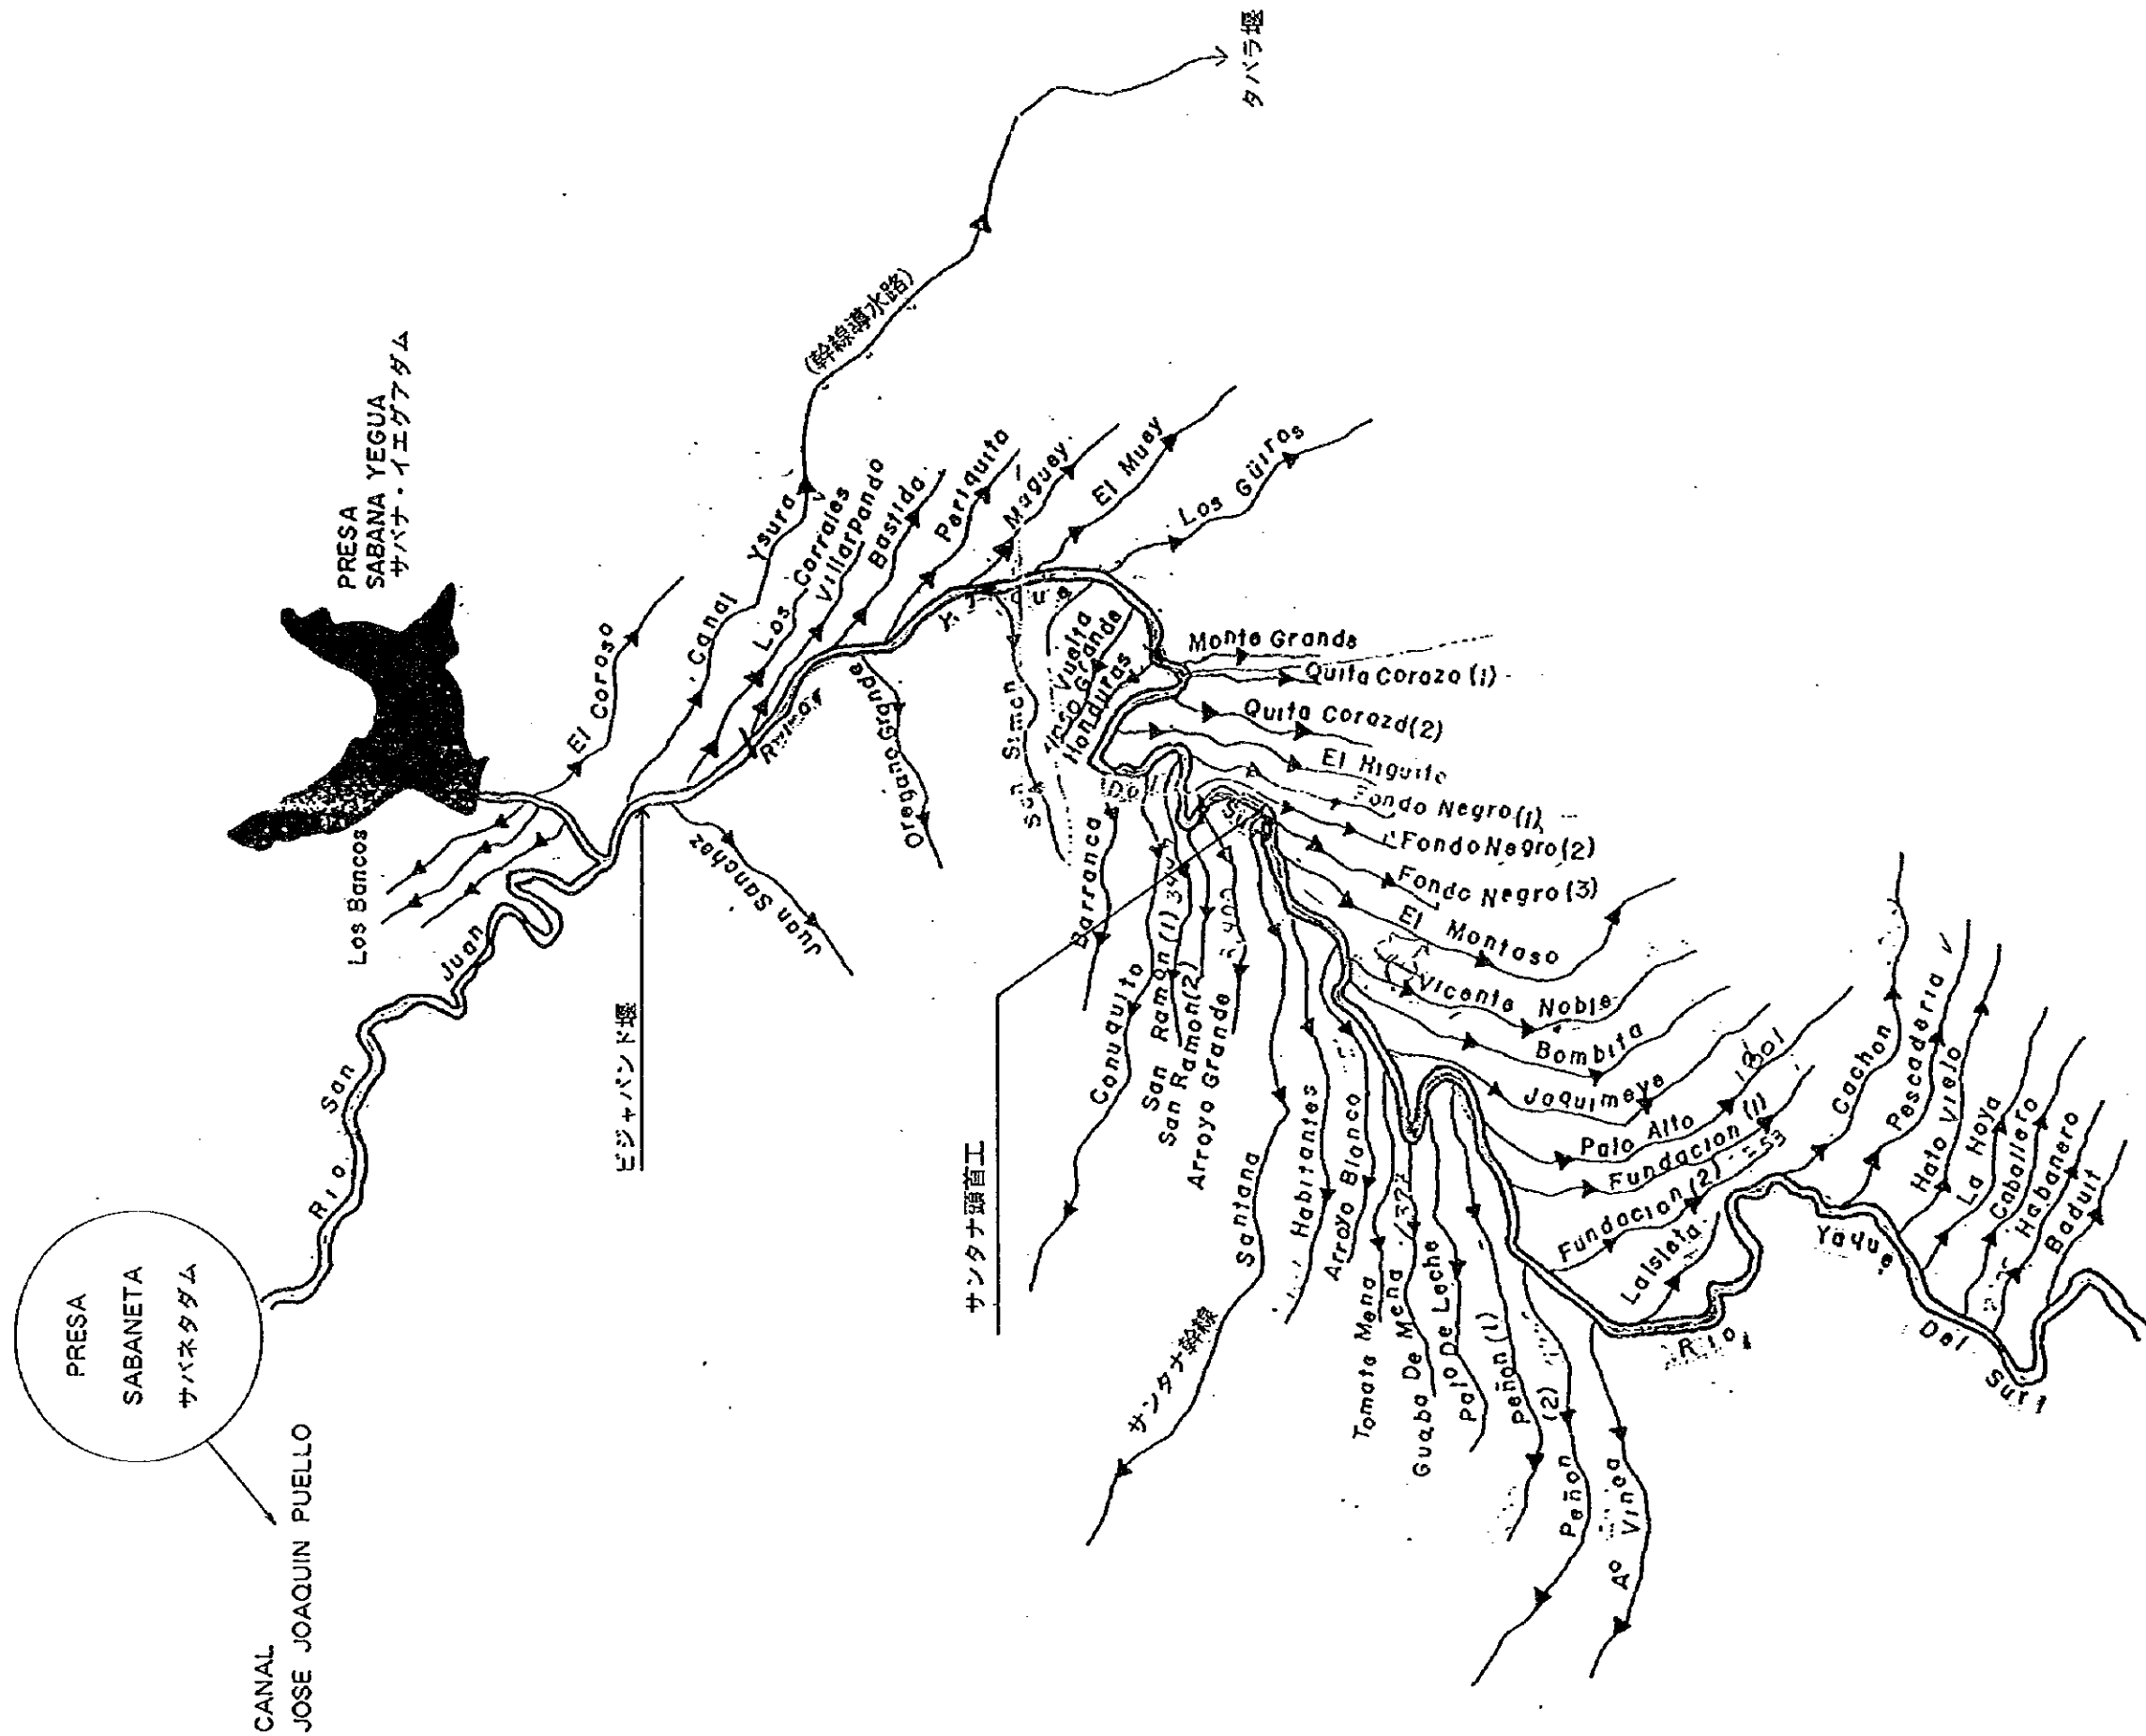 PRESA
SABANETA
サバネタダム
CANAL
JOSE JOAQUIN PUELLO
PRESA
SABANA YEGUA
サバナ・イエグアダム
Los Bancos
El Coroso
Rio San Juan
ビジャパンド堰
Canal Ysura
(幹線導水路)
タバラ堰
Los Corrales
Villarpando
Bastida
Periquito
Maguey
El Muey
Los Güiros
Juan Sanchez
Oregano Grande
San Simon
Vuelta Grande
Honduras
Monte Grande
Quita Corazo (1)
Quita Corazo (2)
El Higuito
Fondo Negro (1)
Fondo Negro (2)
Fondo Negro (3)
El Montaso
Vicente Noble
Bombita
Joquimeye
Palo Alto
Fundacion (1)
Fundacion (2)
La Isleta
Cachon
Pescaderia
Hato Viejo
La Hoya
Caballero
Habanero
Baduit
サンタナ頭首工
Barranca
Conuquito
San Ramon (1)
San Ramon (2)
Arroyo Grande
Santana
サンタナ幹線
Habitantes
Arroyo Blanco
Tomate Mena
Guaba De Mena
Palo De Leche
Peñon (1)
Peñon (2)
Aº Vinca
Rio Yaque Del Sur